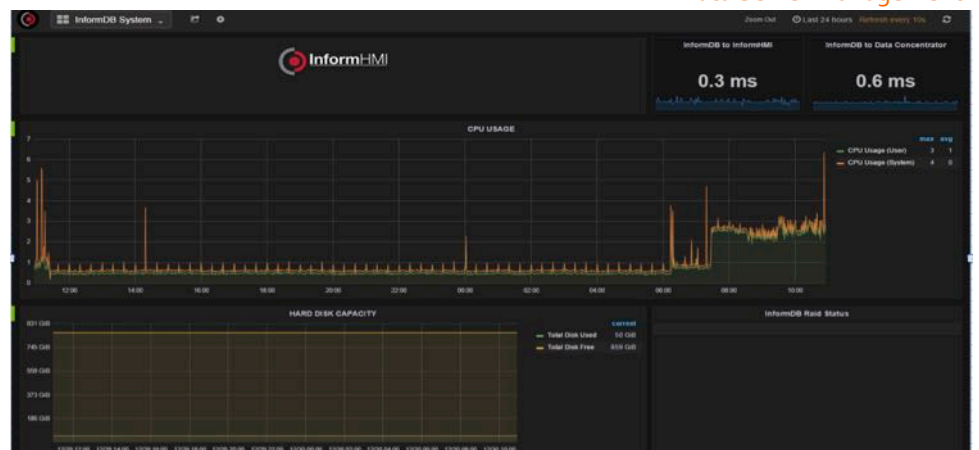 InformDB System
Zoom Out Last 24 hours Refresh every 10s
InformHMI
InformDB to InformHMI
0.3 ms
InformDB to Data Concentrator
0.6 ms
CPU USAGE
7
6
5
4
3
2
1
0
12:00 14:00 16:00 18:00 20:00 22:00 00:00 02:00 04:00 06:00 08:00 10:00
max avg
CPU Usage (User) 3 1
CPU Usage (System) 4 0
HARD DISK CAPACITY
931 GiB
745 GiB
559 GiB
373 GiB
186 GiB
current
Total Disk Used 50 GiB
Total Disk Free 859 GiB
InformDB Raid Status